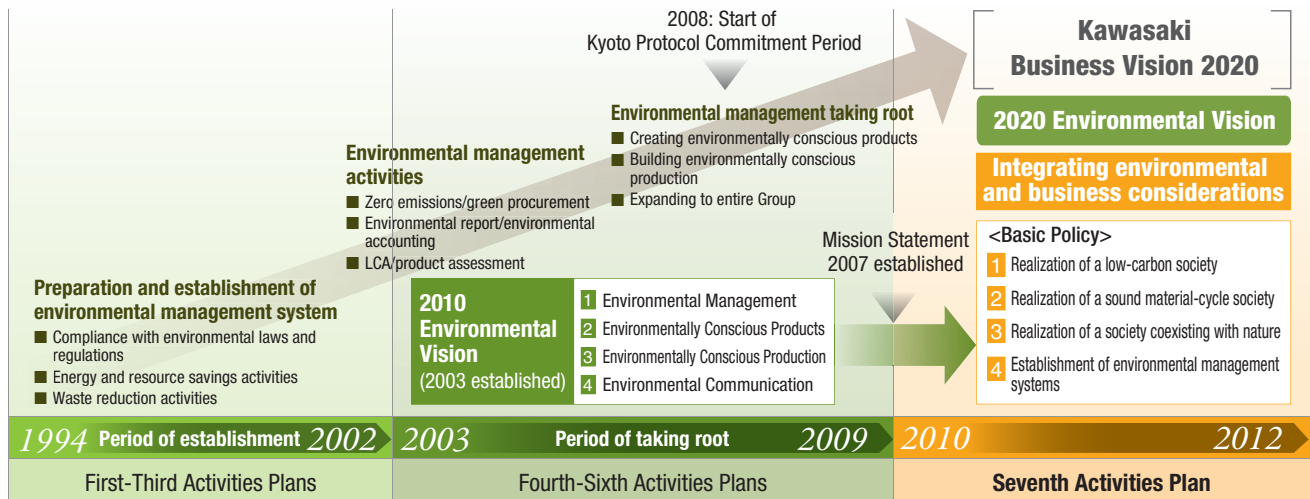 2008: Start of
Kyoto Protocol Commitment Period
Kawasaki
Business Vision 2020
2020 Environmental Vision
Integrating environmental
and business considerations
<Basic Policy>
1 Realization of a low-carbon society
2 Realization of a sound material-cycle society
3 Realization of a society coexisting with nature
4 Establishment of environmental management
systems
Environmental management taking root
■ Creating environmentally conscious products
■ Building environmentally conscious
production
■ Expanding to entire Group
Environmental management
activities
■ Zero emissions/green procurement
■ Environmental report/environmental
accounting
■ LCA/product assessment
Mission Statement
2007 established
Preparation and establishment of
environmental management system
■ Compliance with environmental laws and
regulations
■ Energy and resource savings activities
■ Waste reduction activities
2010
Environmental
Vision
(2003 established)
1 Environmental Management
2 Environmentally Conscious Products
3 Environmentally Conscious Production
4 Environmental Communication
1994 Period of establishment 2002
2003 Period of taking root 2009
2010 2012
First-Third Activities Plans
Fourth-Sixth Activities Plans
Seventh Activities Plan